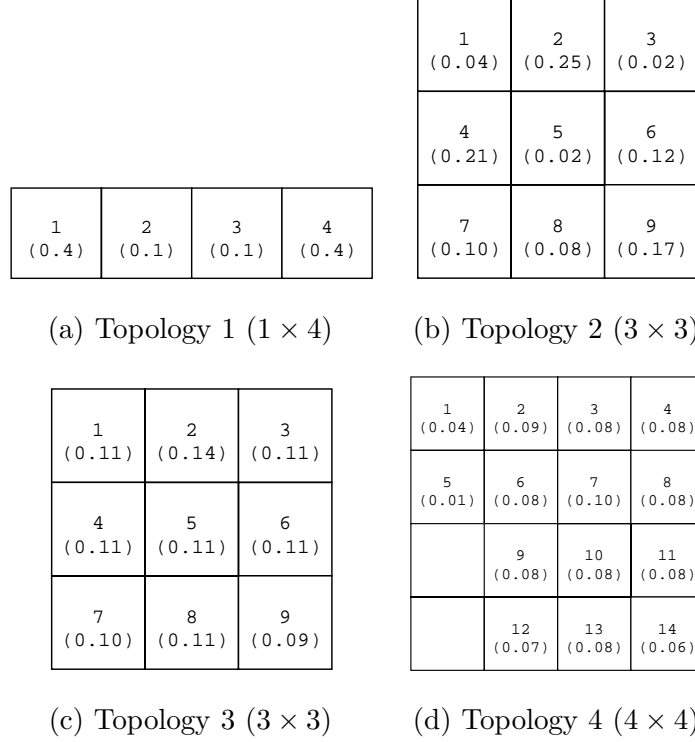 1 2 3
(0.04) (0.25) (0.02)
4 5 6
(0.21) (0.02) (0.12)
7 8 9
(0.10) (0.08) (0.17)
1 2 3 4
(0.4) (0.1) (0.1) (0.4)
(a) Topology 1 (1 × 4)
(b) Topology 2 (3 × 3)
1 2 3
(0.11) (0.14) (0.11)
4 5 6
(0.11) (0.11) (0.11)
7 8 9
(0.10) (0.11) (0.09)
1 2 3 4
(0.04) (0.09) (0.08) (0.08)
5 6 7 8
(0.01) (0.08) (0.10) (0.08)
9 10 11
(0.08) (0.08) (0.08)
12 13 14
(0.07) (0.08) (0.06)
(c) Topology 3 (3 × 3)
(d) Topology 4 (4 × 4)